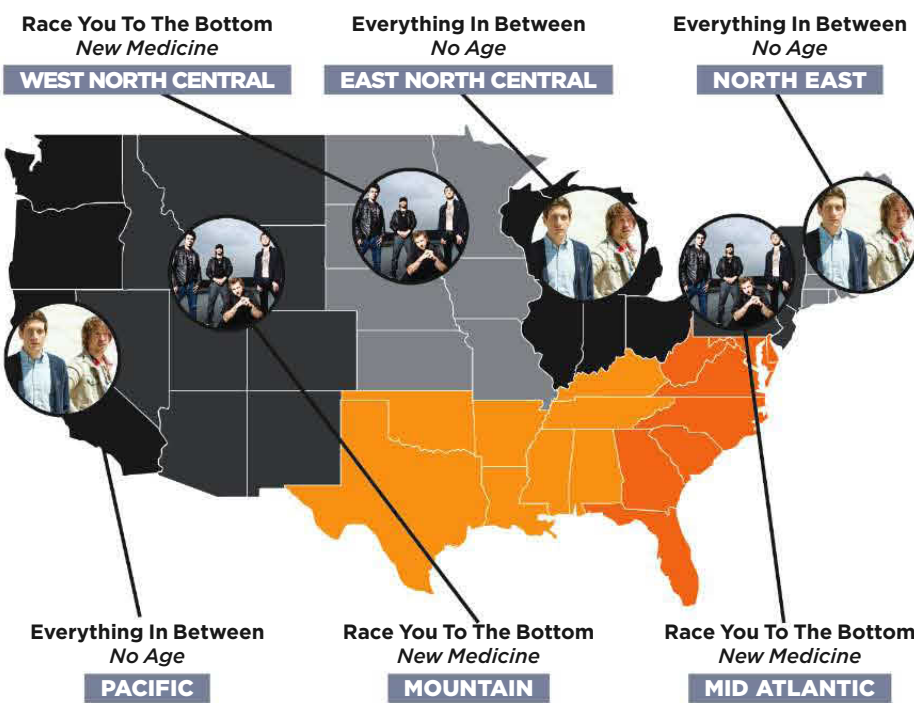 Race You To The Bottom
New Medicine
WEST NORTH CENTRAL
Everything In Between
No Age
EAST NORTH CENTRAL
Everything In Between
No Age
NORTH EAST
Everything In Between
No Age
PACIFIC
Race You To The Bottom
New Medicine
MOUNTAIN
Race You To The Bottom
New Medicine
MID ATLANTIC